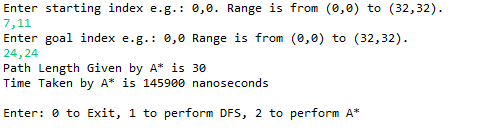 Enter starting index e.g.: 0,0. Range is from (0,0) to (32,32).
7,11
Enter goal index e.g.: 0,0 Range is from (0,0) to (32,32).
24,24
Path Length Given by A* is 30
Time Taken by A* is 145900 nanoseconds
Enter: 0 to Exit, 1 to perform DFS, 2 to perform A*